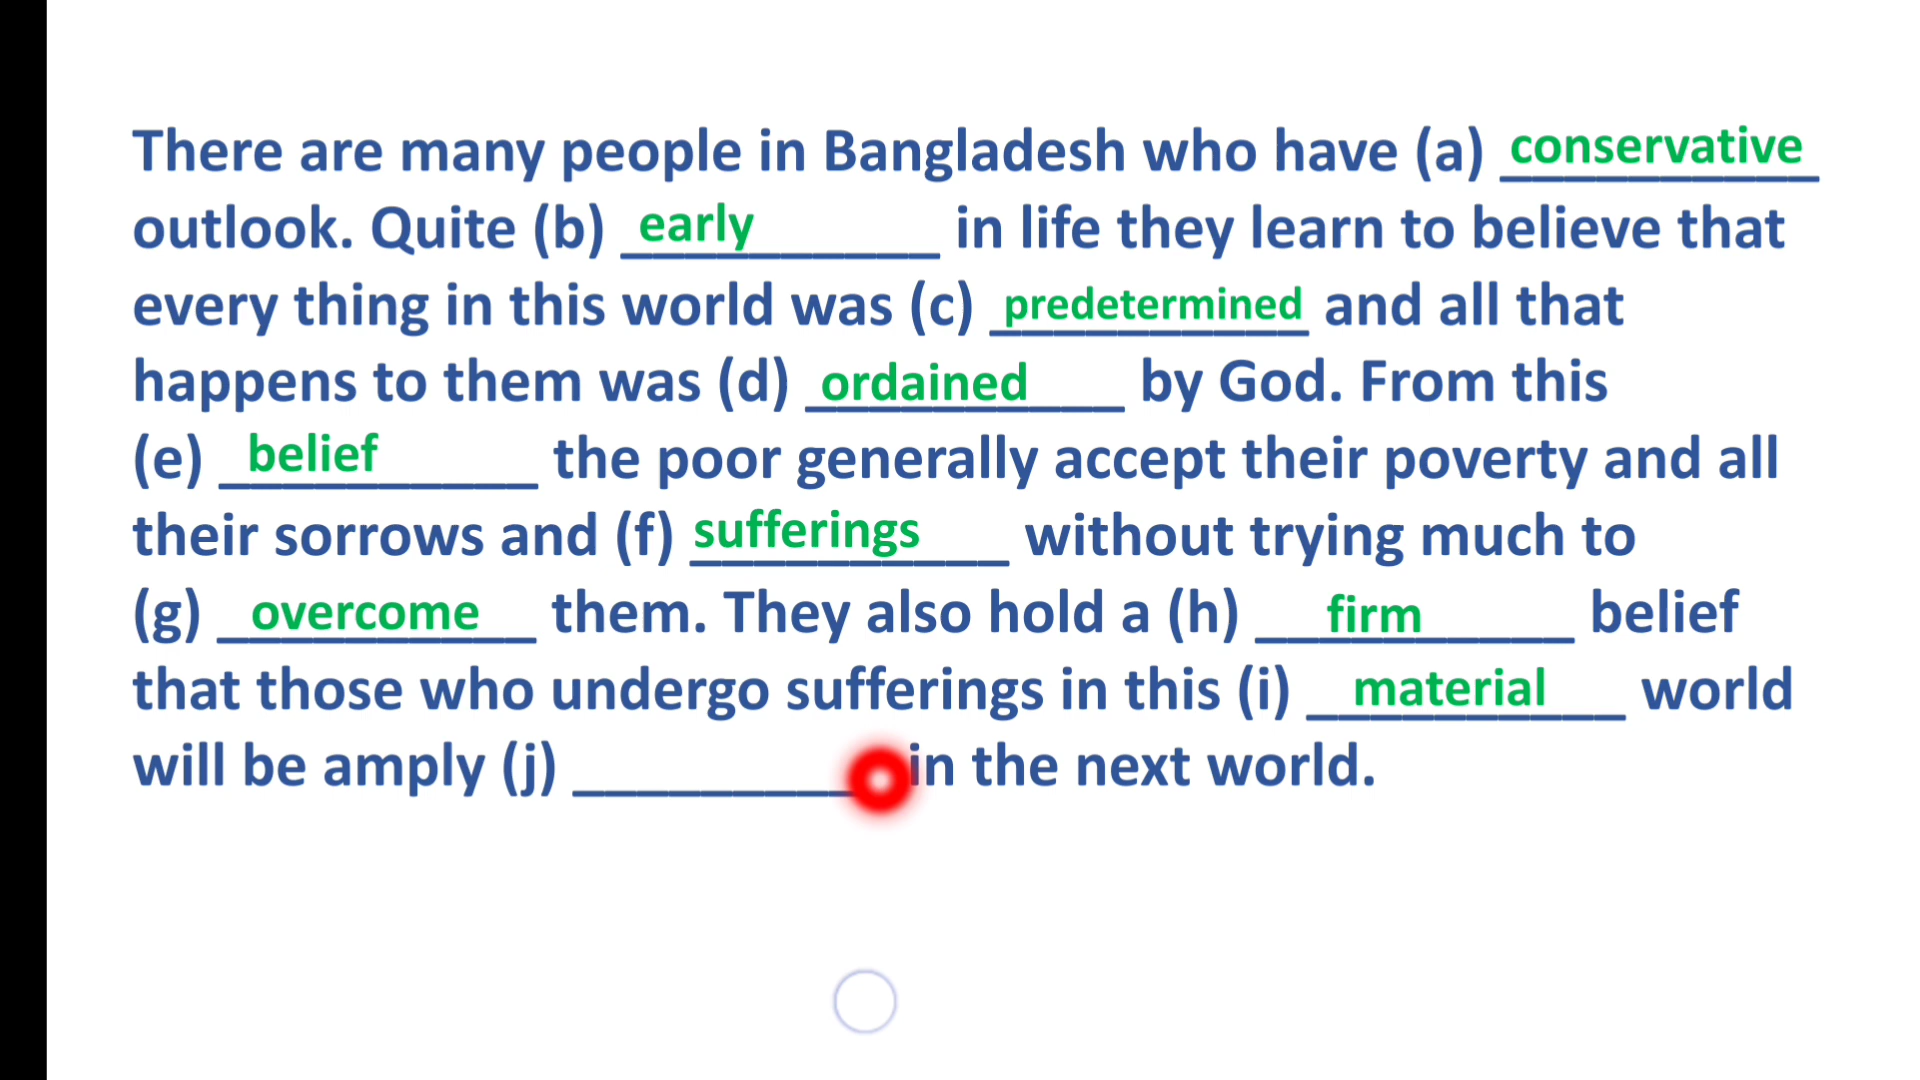 There are many people in Bangladesh who have (a) conservative
outlook. Quite (b) early in life they learn to believe that
every thing in this world was (c) predetermined and all that
happens to them was (d) ordained by God. From this
(e) belief the poor generally accept their poverty and all
their sorrows and (f) sufferings without trying much to
(g) overcome them. They also hold a (h) firm belief
that those who undergo sufferings in this (i) material world
will be amply (j) __________ in the next world.